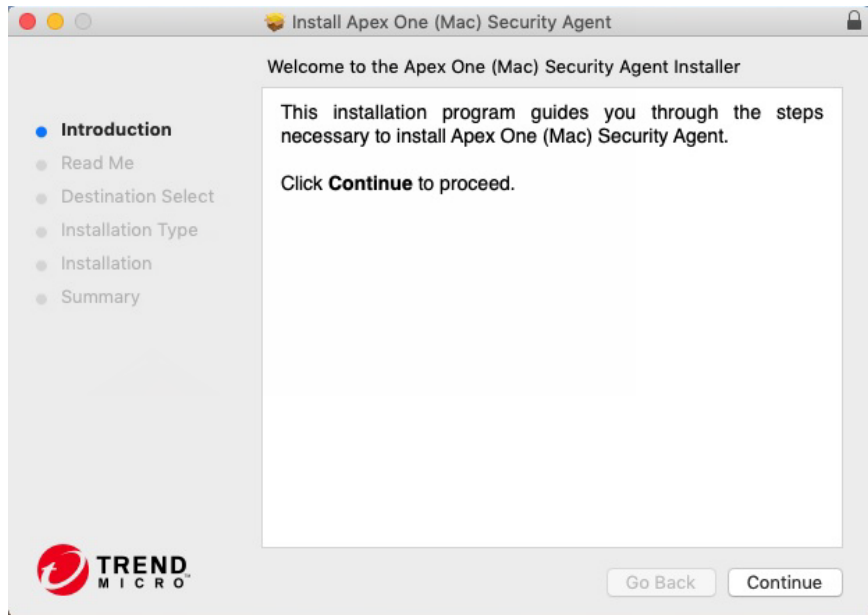 Install Apex One (Mac) Security Agent
Welcome to the Apex One (Mac) Security Agent Installer
Introduction
Read Me
Destination Select
Installation Type
Installation
Summary
This installation program guides you through the steps
necessary to install Apex One (Mac) Security Agent.
Click Continue to proceed.
TREND
MICRO™
Go Back
Continue